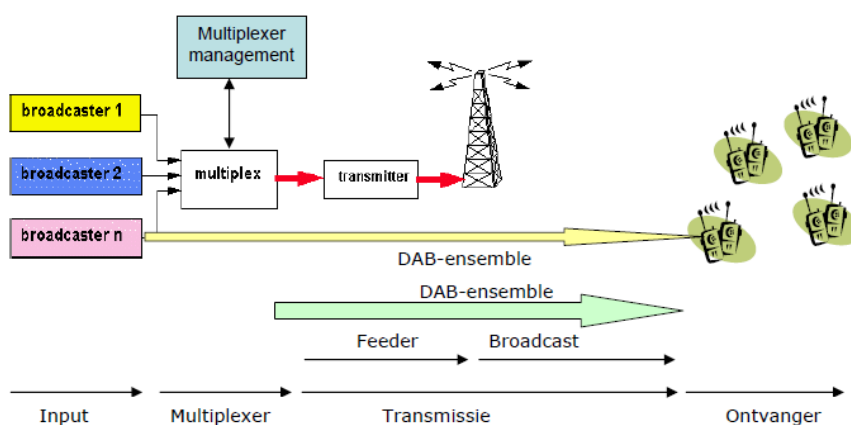 Multiplexer
management
broadcaster 1
broadcaster 2
multiplex
transmitter
broadcaster n
DAB-ensemble
DAB-ensemble
Feeder
Broadcast
Input
Multiplexer
Transmissie
Ontvanger